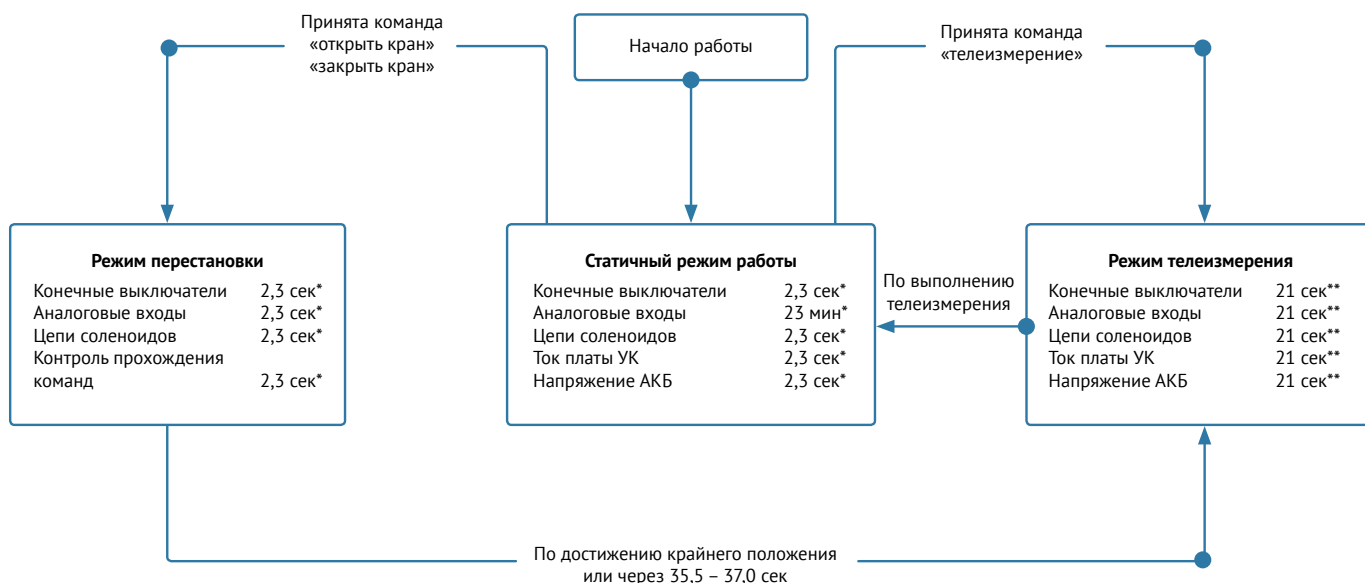 Принята команда
«открыть кран»
«закрыть кран»
Начало работы
Принята команда
«телеизмерение»
Режим перестановки
Конечные выключатели 2,3 сек*
Аналоговые входы 2,3 сек*
Цепи соленоидов 2,3 сек*
Контроль прохождения
команд 2,3 сек*
Статичный режим работы
Конечные выключатели 2,3 сек*
Аналоговые входы 23 мин*
Цепи соленоидов 2,3 сек*
Ток платы УК 2,3 сек*
Напряжение АКБ 2,3 сек*
По выполнению
телеизмерения
Режим телеизмерения
Конечные выключатели 21 сек**
Аналоговые входы 21 сек**
Цепи соленоидов 21 сек**
Ток платы УК 21 сек**
Напряжение АКБ 21 сек**
По достижению крайнего положения
или через 35,5 – 37,0 сек